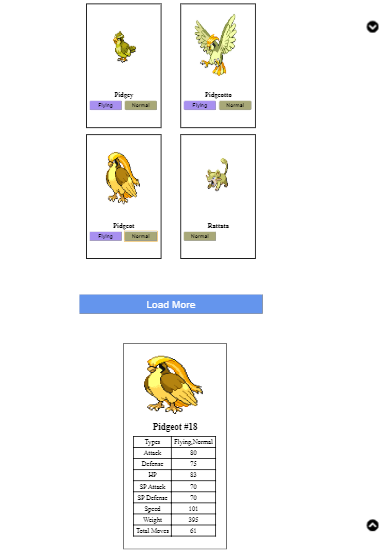 Pidgey Pidgeotto
Flying Normal Flying Normal
Pidgeot Rattata
Flying Normal Normal
Load More
Pidgeot #18
Types Flying,Normal
Attack 80
Defense 75
HP 83
SP Attack 70
SP Defense 70
Speed 101
Weight 395
Total Moves 61